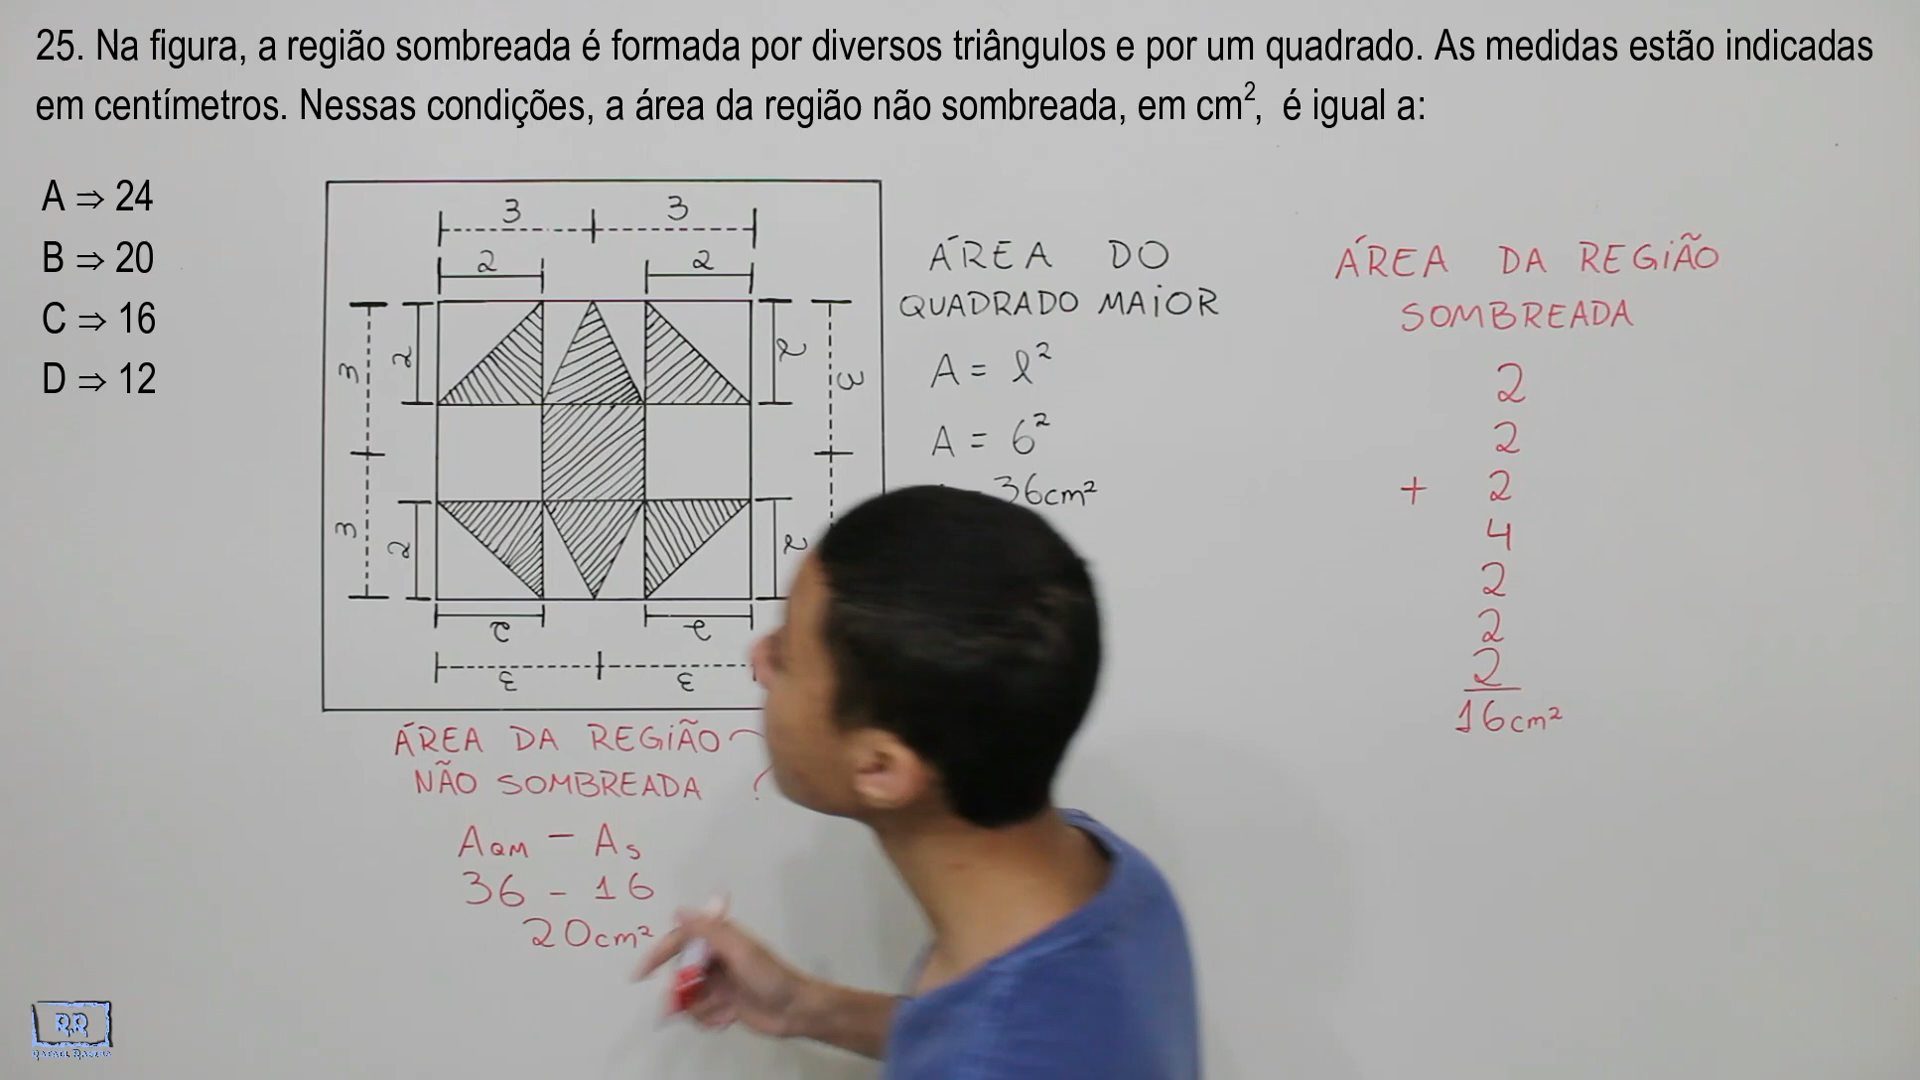 25. Na figura, a região sombreada é formada por diversos triângulos e por um quadrado. As medidas estão indicadas
em centímetros. Nessas condições, a área da região não sombreada, em cm², é igual a:
A ⇒ 24
B ⇒ 20
C ⇒ 16
D ⇒ 12
3 3
2 2
3 2 2 3
3 2 2
2 2
3 3
ÁREA DO
QUADRADO MAIOR
A = l²
A = 6²
36cm²
ÁREA DA REGIÃO
SOMBREADA
2
2
+ 2
4
2
2
2
16cm²
ÁREA DA REGIÃO
NÃO SOMBREADA ?
AQM - AS
36 - 16
20cm²
RR
RAFAEL